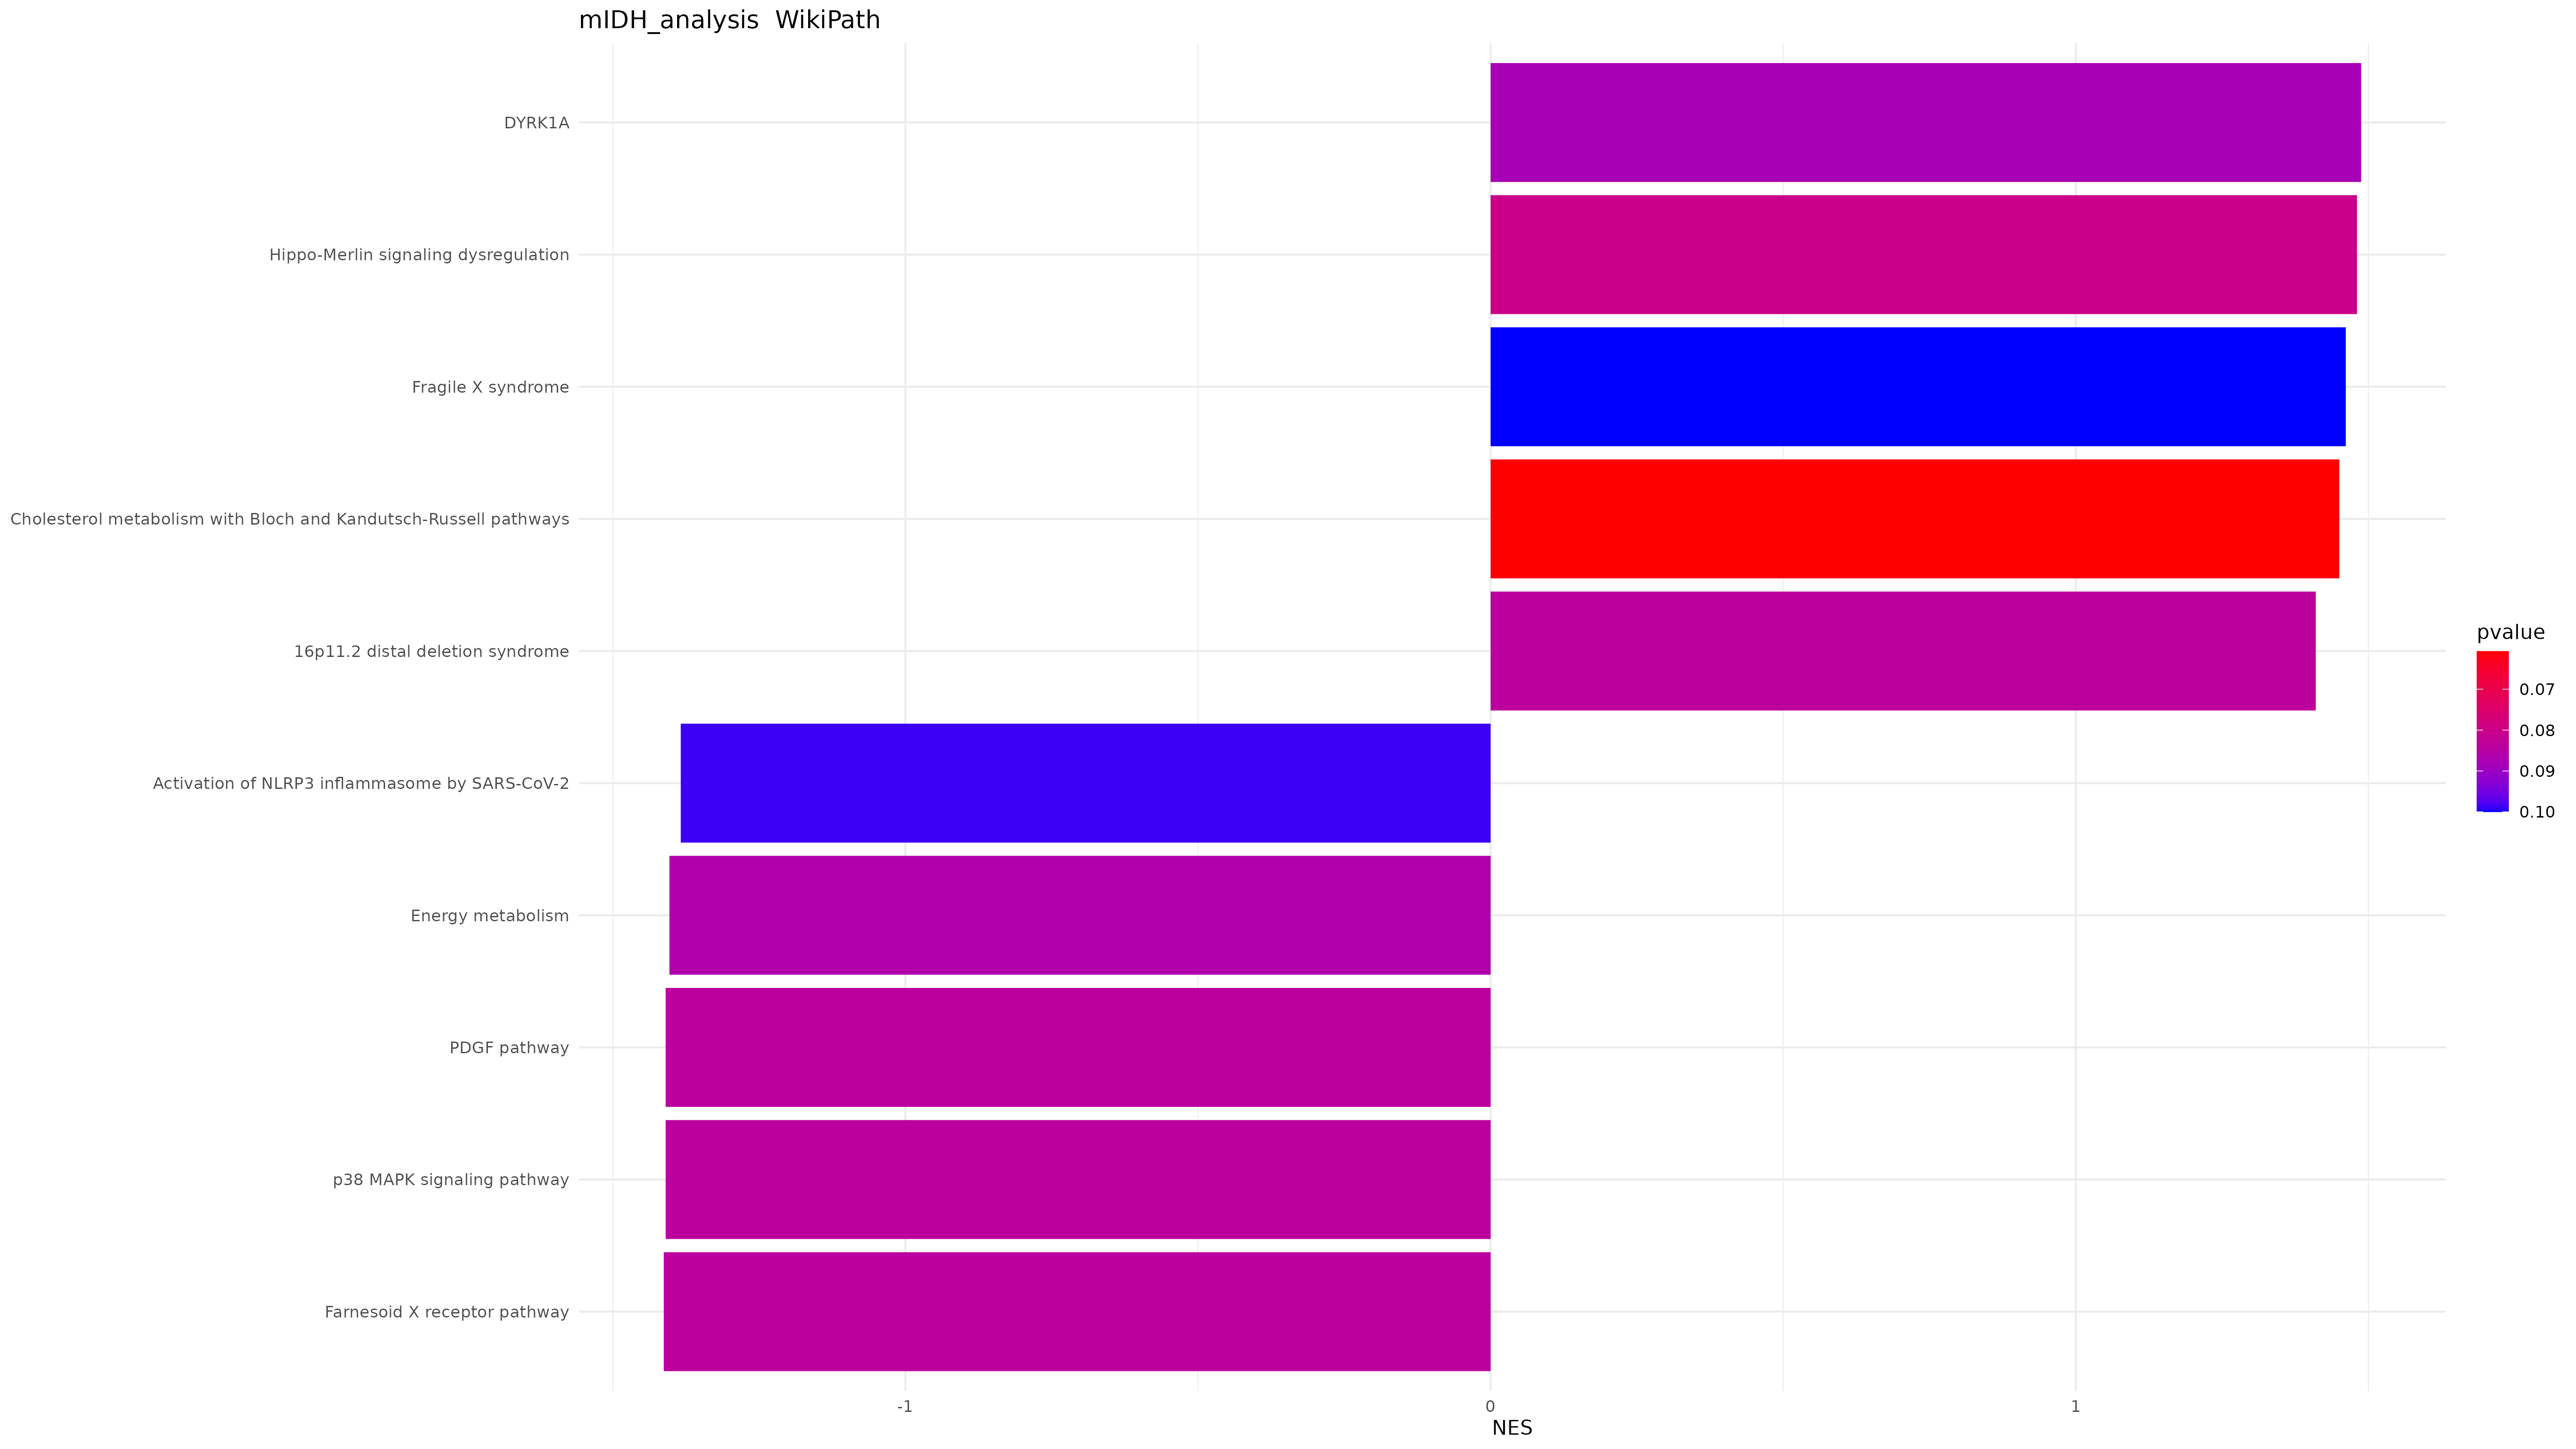 mIDH_analysis  WikiPath
DYRK1A
Hippo-Merlin signaling dysregulation
Fragile X syndrome
Cholesterol metabolism with Bloch and Kandutsch-Russell pathways
16p11.2 distal deletion syndrome
Activation of NLRP3 inflammasome by SARS-CoV-2
Energy metabolism
PDGF pathway
p38 MAPK signaling pathway
Farnesoid X receptor pathway
-1 0 1
NES
pvalue
0.07
0.08
0.09
0.10